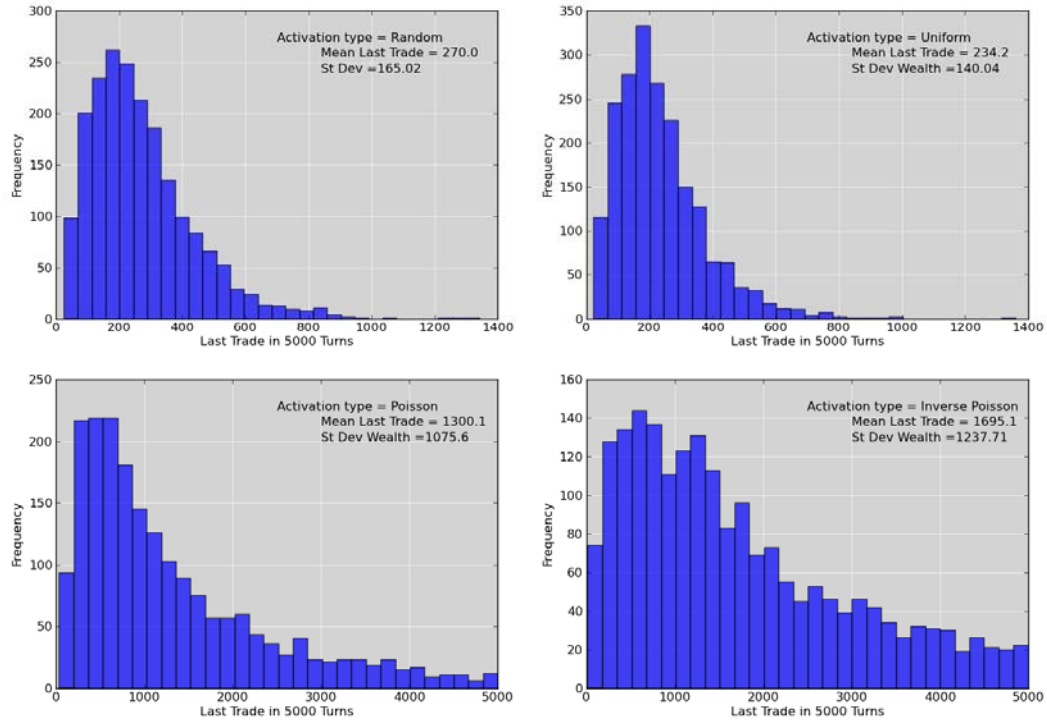 300
250
200
150
100
50
0
Frequency
Activation type = Random
Mean Last Trade = 270.0
St Dev =165.02
0 200 400 600 800 1000 1200 1400
Last Trade in 5000 Turns
350
300
250
200
150
100
50
0
Frequency
Activation type = Uniform
Mean Last Trade = 234.2
St Dev Wealth =140.04
0 200 400 600 800 1000 1200 1400
Last Trade in 5000 Turns
250
200
150
100
50
0
Frequency
Activation type = Poisson
Mean Last Trade = 1300.1
St Dev Wealth =1075.6
0 1000 2000 3000 4000 5000
Last Trade in 5000 Turns
160
140
120
100
80
60
40
20
0
Frequency
Activation type = Inverse Poisson
Mean Last Trade = 1695.1
St Dev Wealth =1237.71
0 1000 2000 3000 4000 5000
Last Trade in 5000 Turns